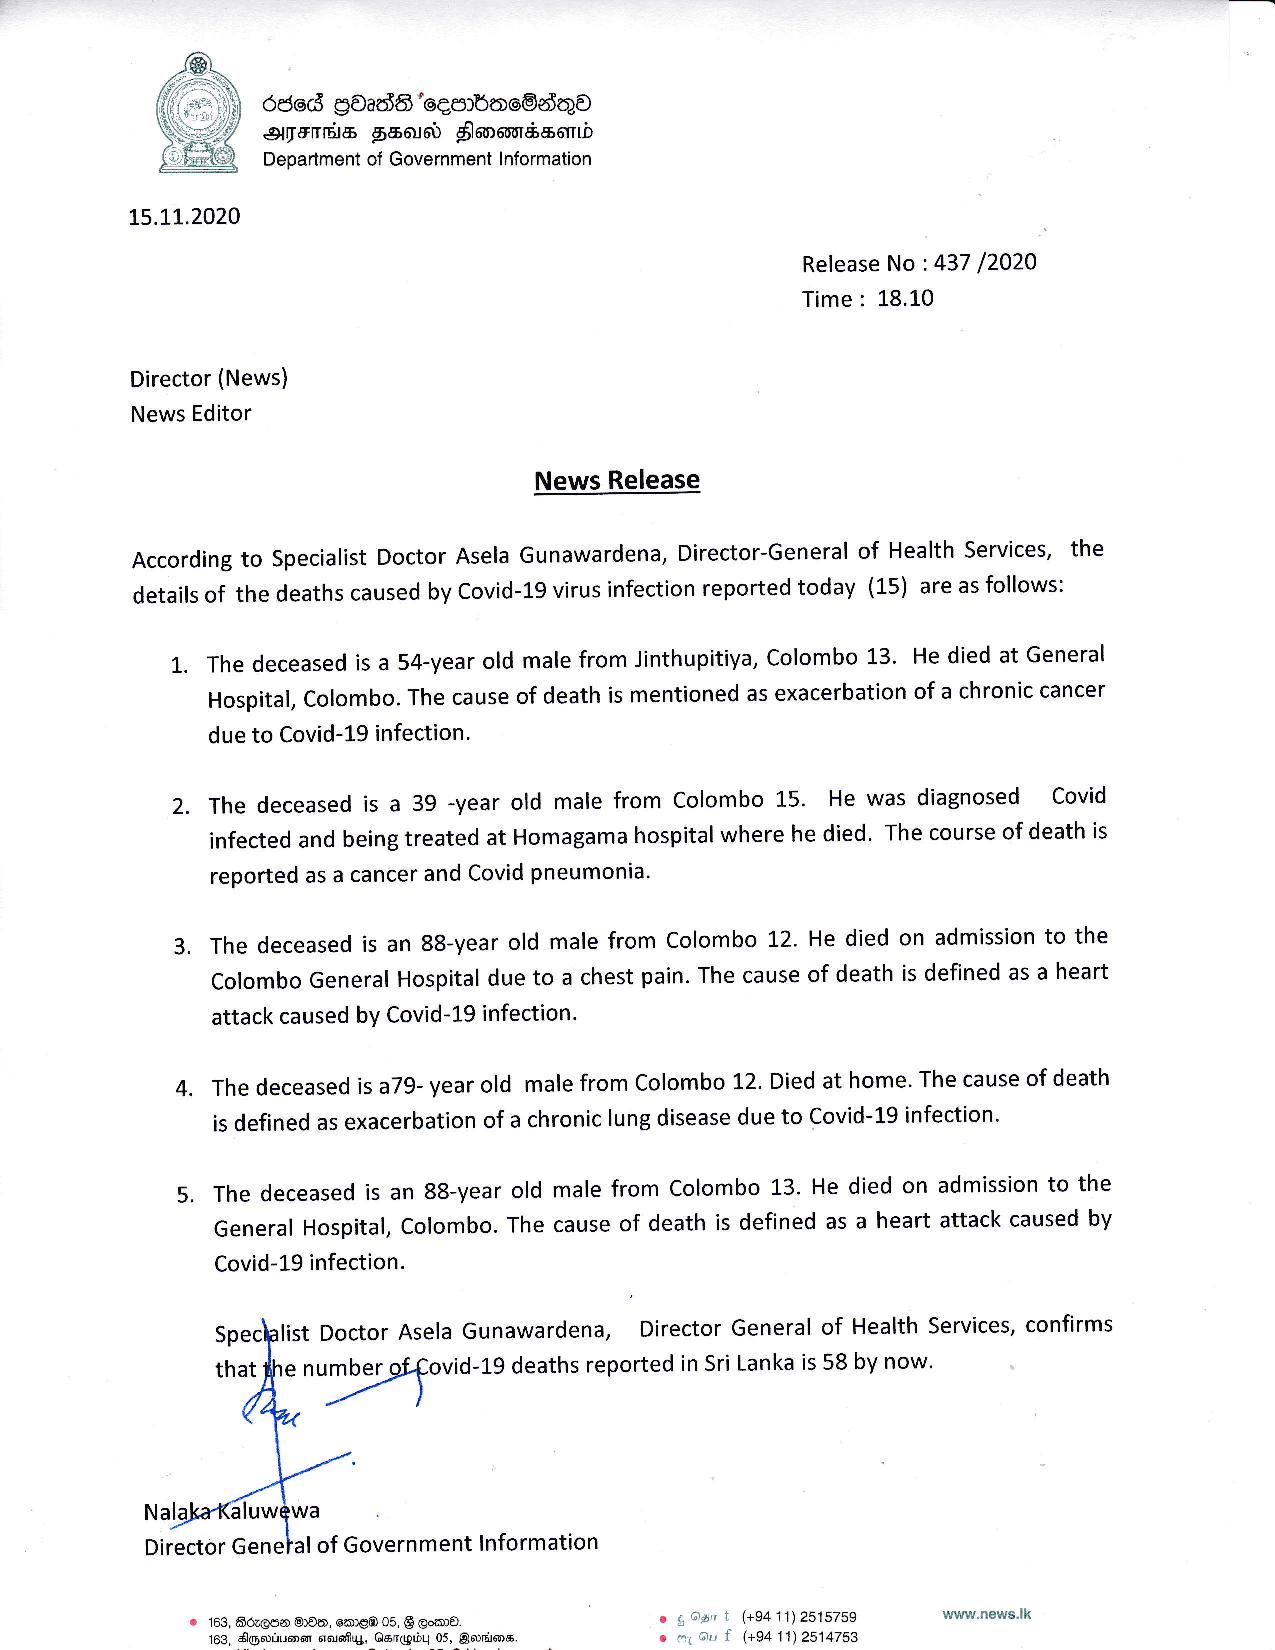 රජයේ ප්‍රවෘත්ති දෙපාර්තමේන්තුව
அரசாங்க தகவல் திணைக்களம்
Department of Government Information
15.11.2020
Release No : 437 /2020
Time : 18.10
Director (News)
News Editor
News Release
According to Specialist Doctor Asela Gunawardena, Director-General of Health Services, the
details of the deaths caused by Covid-19 virus infection reported today (15) are as follows:
1. The deceased is a 54-year old male from Jinthupitiya, Colombo 13. He died at General
Hospital, Colombo. The cause of death is mentioned as exacerbation of a chronic cancer
due to Covid-19 infection.
2. The deceased is a 39 -year old male from Colombo 15. He was diagnosed Covid
infected and being treated at Homagama hospital where he died. The course of death is
reported as a cancer and Covid pneumonia.
3. The deceased is an 88-year old male from Colombo 12. He died on admission to the
Colombo General Hospital due to a chest pain. The cause of death is defined as a heart
attack caused by Covid-19 infection.
4. The deceased is a79- year old male from Colombo 12. Died at home. The cause of death
is defined as exacerbation of a chronic lung disease due to Covid-19 infection.
5. The deceased is an 88-year old male from Colombo 13. He died on admission to the
General Hospital, Colombo. The cause of death is defined as a heart attack caused by
Covid-19 infection.
Specialist Doctor Asela Gunawardena, Director General of Health Services, confirms
that the number of Covid-19 deaths reported in Sri Lanka is 58 by now.
Nalaka Kaluwewa
Director General of Government Information
163, කිරුලපන මාවත, කොළඹ 05, ශ්‍රී ලංකාව.
163, கிருலப்பனை எவனியூ, கொழும்பு 05, இலங்கை.
t (+94 11) 2515759
f (+94 11) 2514753
www.news.lk